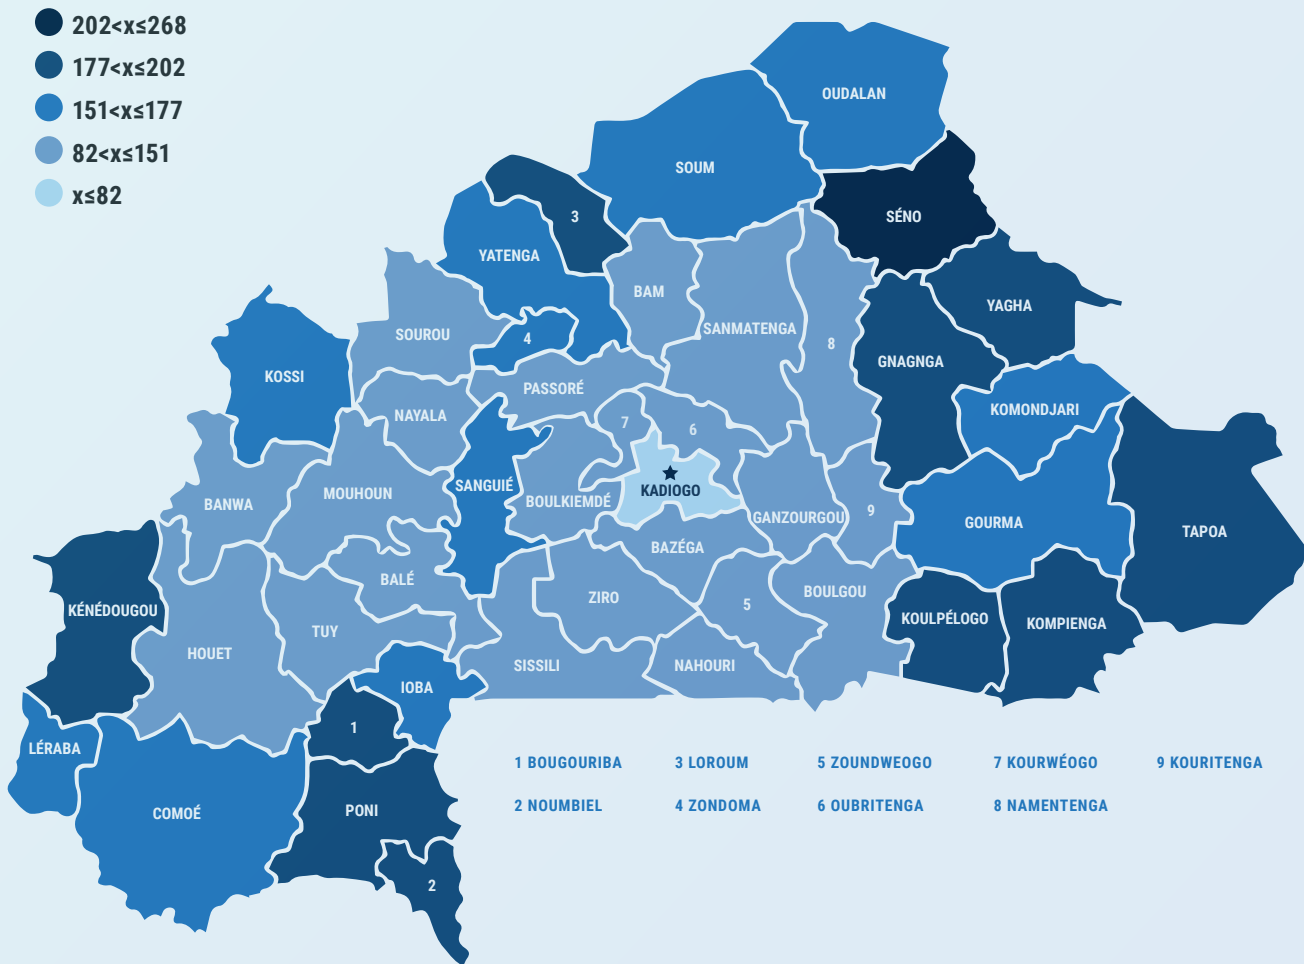 202<x≤268
177<x≤202
151<x≤177
82<x≤151
x≤82
OUDALAN
SOUM
SÉNO
3
YATENGA
BAM
YAGHA
SANMATENGA
SOUROU
4
8
GNAGNGA
KOSSI
PASSORÉ
KOMONDJARI
NAYALA
7
6
SANGUIÉ
KADIOGO
MOUHOUN
BANWA
BOULKIEMDÉ
9
GANZOURGOU
GOURMA
TAPOA
BAZÉGA
BALÉ
BOULGOU
ZIRO
5
KÉNÉDOUGOU
KOULPÉLOGO
KOMPIENGA
TUY
HOUET
SISSILI
NAHOURI
IOBA
1
LÉRABA
COMOÉ
PONI
2
1 BOUGOURIBA
3 LOROUM
5 ZOUNDWEOGO
7 KOURWÉOGO
9 KOURITENGA
2 NOUMBIEL
4 ZONDOMA
6 OUBRITENGA
8 NAMENTENGA